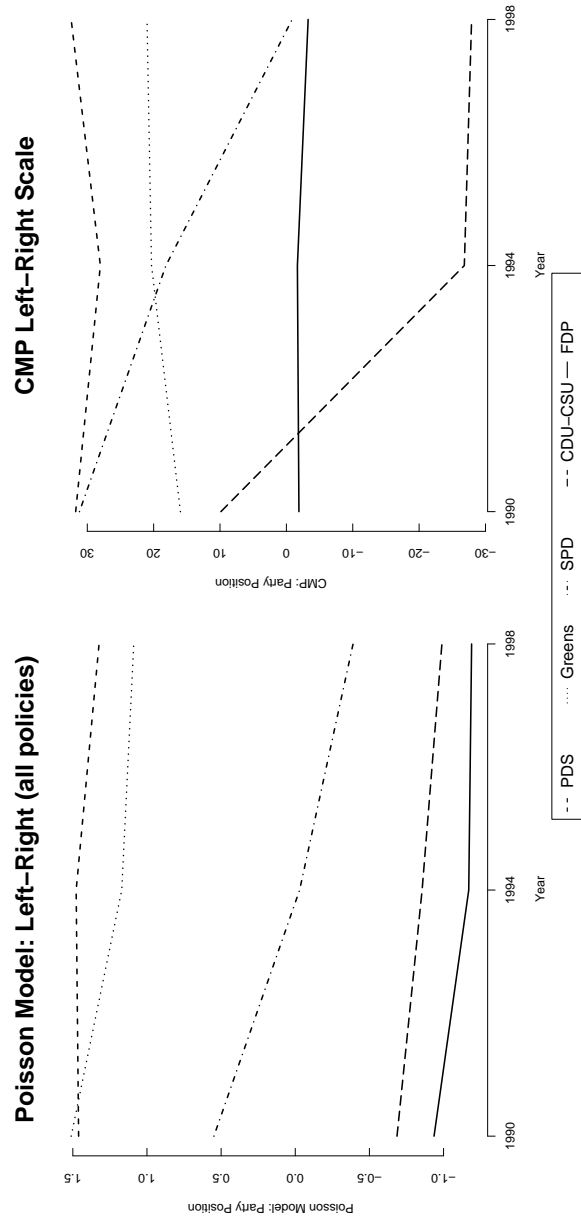 Poisson Model: Left−Right (all policies)
Poisson Model: Party Position
1.5
1.0
0.5
0.0
−0.5
−1.0
1990
1994
1998
Year
CMP Left−Right Scale
CMP: Party Position
30
20
10
0
−10
−20
−30
1990
1994
1998
Year
PDS Greens SPD CDU−CSU FDP